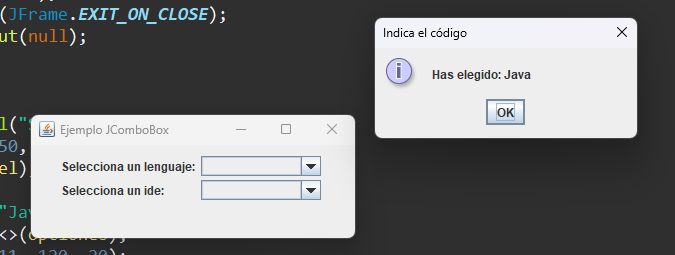 (JFrame.EXIT_ON_CLOSE);
ut(null);
Indica el código
Has elegido: Java
OK
l("S
50,
el);
Ejemplo JComboBox
Selecciona un lenguaje:
Selecciona un ide:
"Jav
<>(opciones);